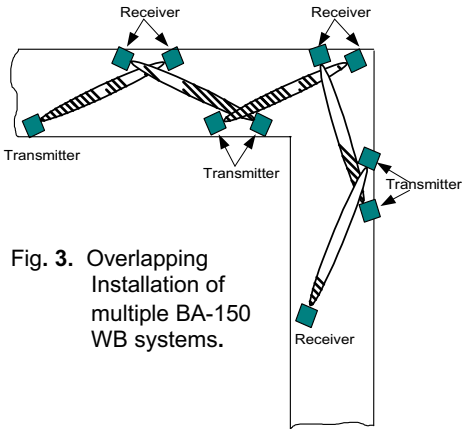 Receiver
Receiver
Transmitter
Transmitter
Transmitter
Fig. 3. Overlapping
Installation of
multiple BA-150
WB systems.
Receiver